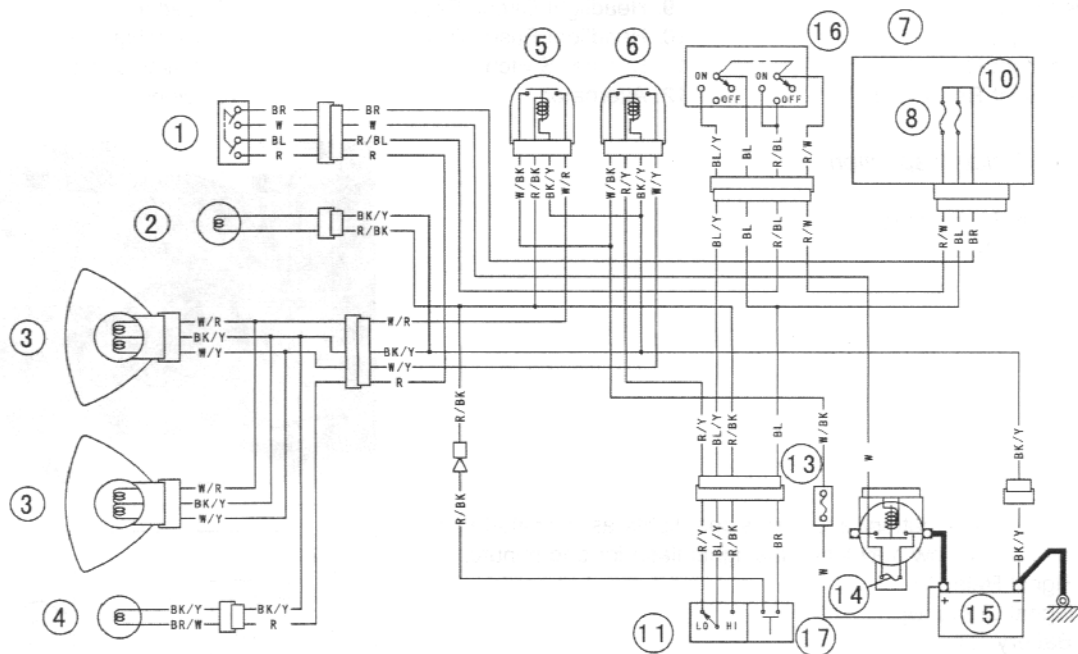 9
5
6
16
7
ON
ON
OFF
OFF
10
8
1
BR
BR
W
W
BL
R/BL
R
R
BL/Y
BL
R/BL
R/W
W/BK
R/BK
BK/Y
W/R
W/BK
R/Y
BK/Y
W/Y
2
BK/Y
R/BK
BL/Y
BL
R/BL
R/W
R/W
BL
BR
3
W/R
BK/Y
W/Y
W/R
BK/Y
W/Y
R
R/BK
R/Y
BL/Y
R/BK
BL
13
W/BK
W
BK/Y
3
W/R
BK/Y
W/Y
R/BK
R/Y
BL/Y
R/BK
BR
W
14
BK/Y
4
BK/Y
BR/W
BK/Y
R
11
LO
HI
17
+
15
-